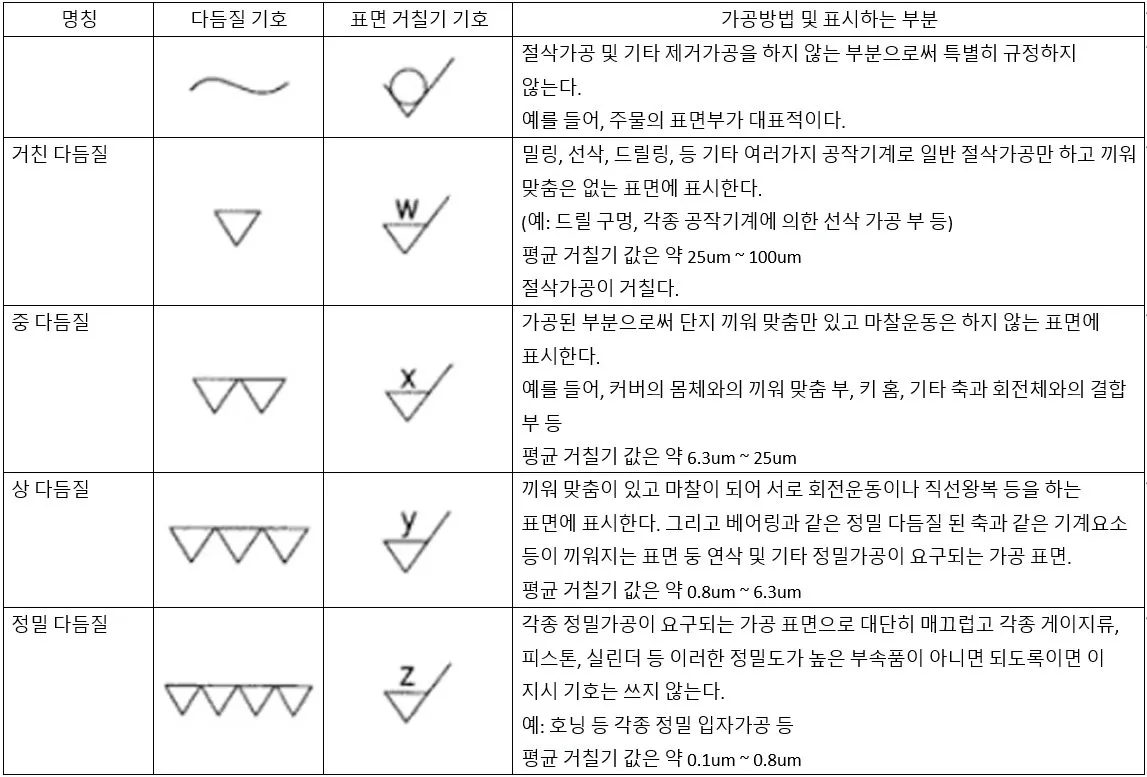 명칭
다듬질 기호
표면 거칠기 기호
가공방법 및 표시하는 부분
절삭가공 및 기타 제거가공을 하지 않는 부분으로써 특별히 규정하지
않는다.
예를 들어, 주물의 표면부가 대표적이다.
거친 다듬질
w
밀링, 선삭, 드릴링, 등 기타 여러가지 공작기계로 일반 절삭가공만 하고 끼워
맞춤은 없는 표면에 표시한다.
(예: 드릴 구멍, 각종 공작기계에 의한 선삭 가공 부 등)
평균 거칠기 값은 약 25um ~ 100um
절삭가공이 거칠다.
중 다듬질
x
가공된 부분으로써 단지 끼워 맞춤만 있고 마찰운동은 하지 않는 표면에
표시한다.
예를 들어, 커버의 몸체와의 끼워 맞춤 부, 키 홈, 기타 축과 회전체와의 결합
부 등
평균 거칠기 값은 약 6.3um ~ 25um
상 다듬질
y
끼워 맞춤이 있고 마찰이 되어 서로 회전운동이나 직선왕복 등을 하는
표면에 표시한다. 그리고 베어링과 같은 정밀 다듬질 된 축과 같은 기계요소
등이 끼워지는 표면 둥 연삭 및 기타 정밀가공이 요구되는 가공 표면.
평균 거칠기 값은 약 0.8um ~ 6.3um
정밀 다듬질
z
각종 정밀가공이 요구되는 가공 표면으로 대단히 매끄럽고 각종 게이지류,
피스톤, 실린더 등 이러한 정밀도가 높은 부속품이 아니면 되도록이면 이
지시 기호는 쓰지 않는다.
예: 호닝 등 각종 정밀 입자가공 등
평균 거칠기 값은 약 0.1um ~ 0.8um